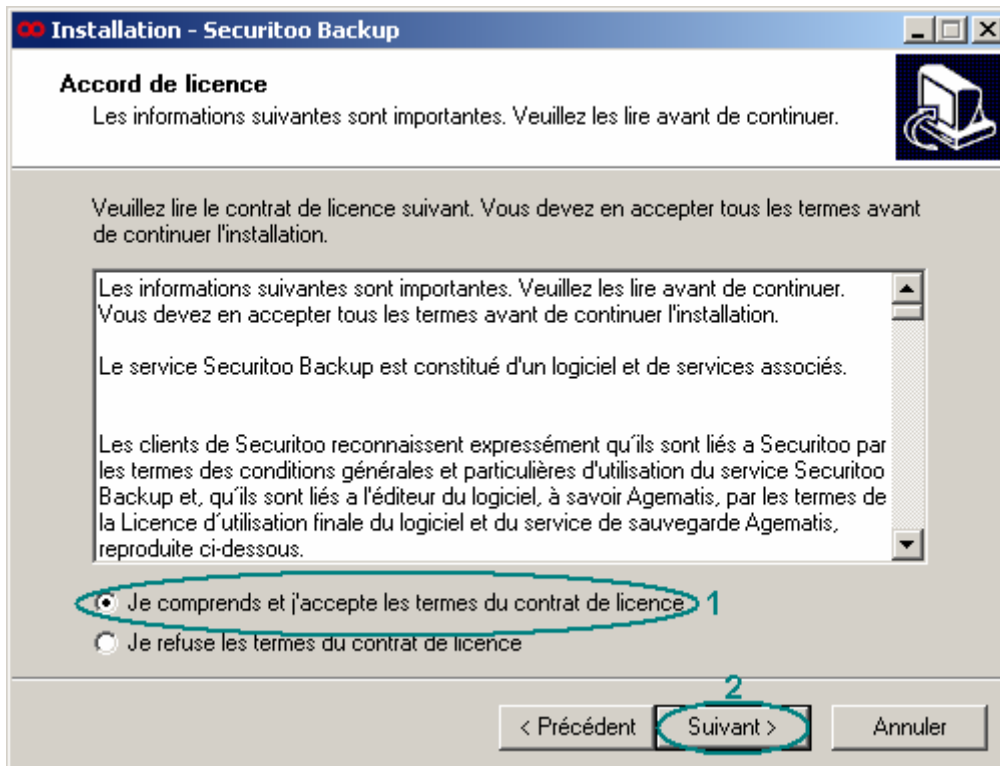 Installation - Securitoo Backup
Accord de licence
Les informations suivantes sont importantes. Veuillez les lire avant de continuer.
Veuillez lire le contrat de licence suivant. Vous devez en accepter tous les termes avant
de continuer l'installation.
Les informations suivantes sont importantes. Veuillez les lire avant de continuer.
Vous devez en accepter tous les termes avant de continuer l'installation.
Le service Securitoo Backup est constitué d'un logiciel et de services associés.
Les clients de Securitoo reconnaissent expressément qu´ils sont liés a Securitoo par
les termes des conditions générales et particulières d'utilisation du service Securitoo
Backup et, qu´ils sont liés a l'éditeur du logiciel, à savoir Agematis, par les termes de
la Licence d´utilisation finale du logiciel et du service de sauvegarde Agematis,
reproduite ci-dessous.
Je comprends et j'accepte les termes du contrat de licence 1
Je refuse les termes du contrat de licence
2
< Précédent Suivant > Annuler